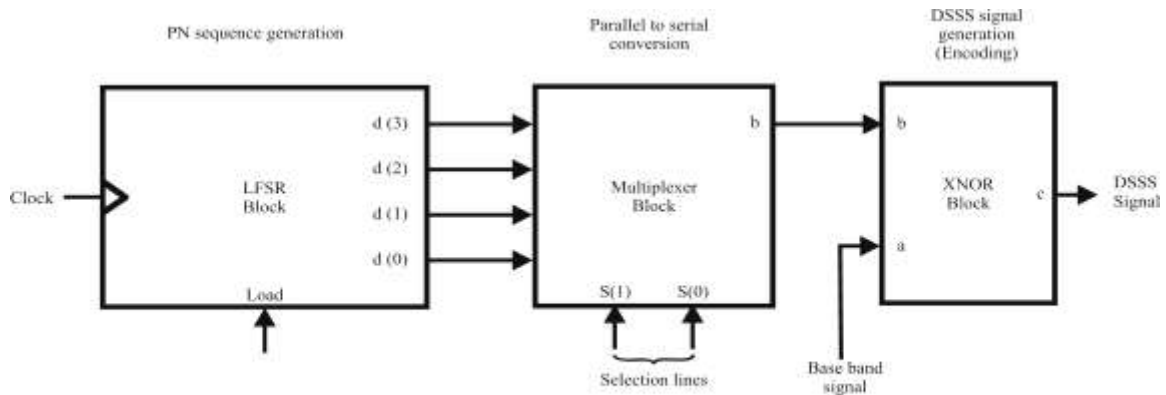 PN sequence generation
Parallel to serial
conversion
DSSS signal
generation
(Encoding)
Clock
LFSR
Block
d (3)
d (2)
d (1)
d (0)
Load
Multiplexer
Block
b
S(1)
S(0)
Selection lines
b
XNOR
Block
a
c
DSSS
Signal
Base band
signal